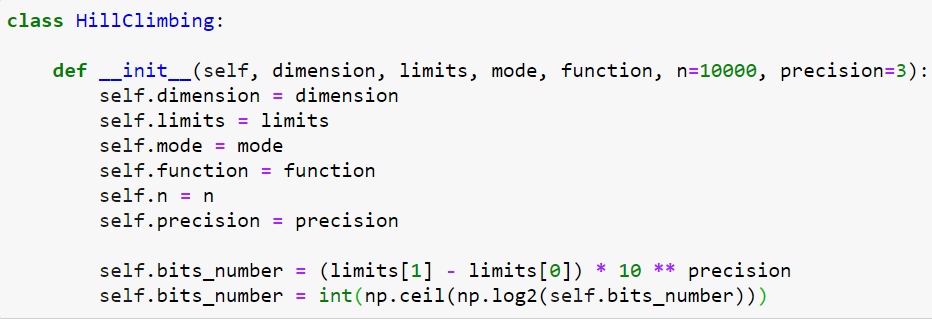 class HillClimbing:
    def __init__(self, dimension, limits, mode, function, n=10000, precision=3):
        self.dimension = dimension
        self.limits = limits
        self.mode = mode
        self.function = function
        self.n = n
        self.precision = precision
        self.bits_number = (limits[1] - limits[0]) * 10 ** precision
        self.bits_number = int(np.ceil(np.log2(self.bits_number)))